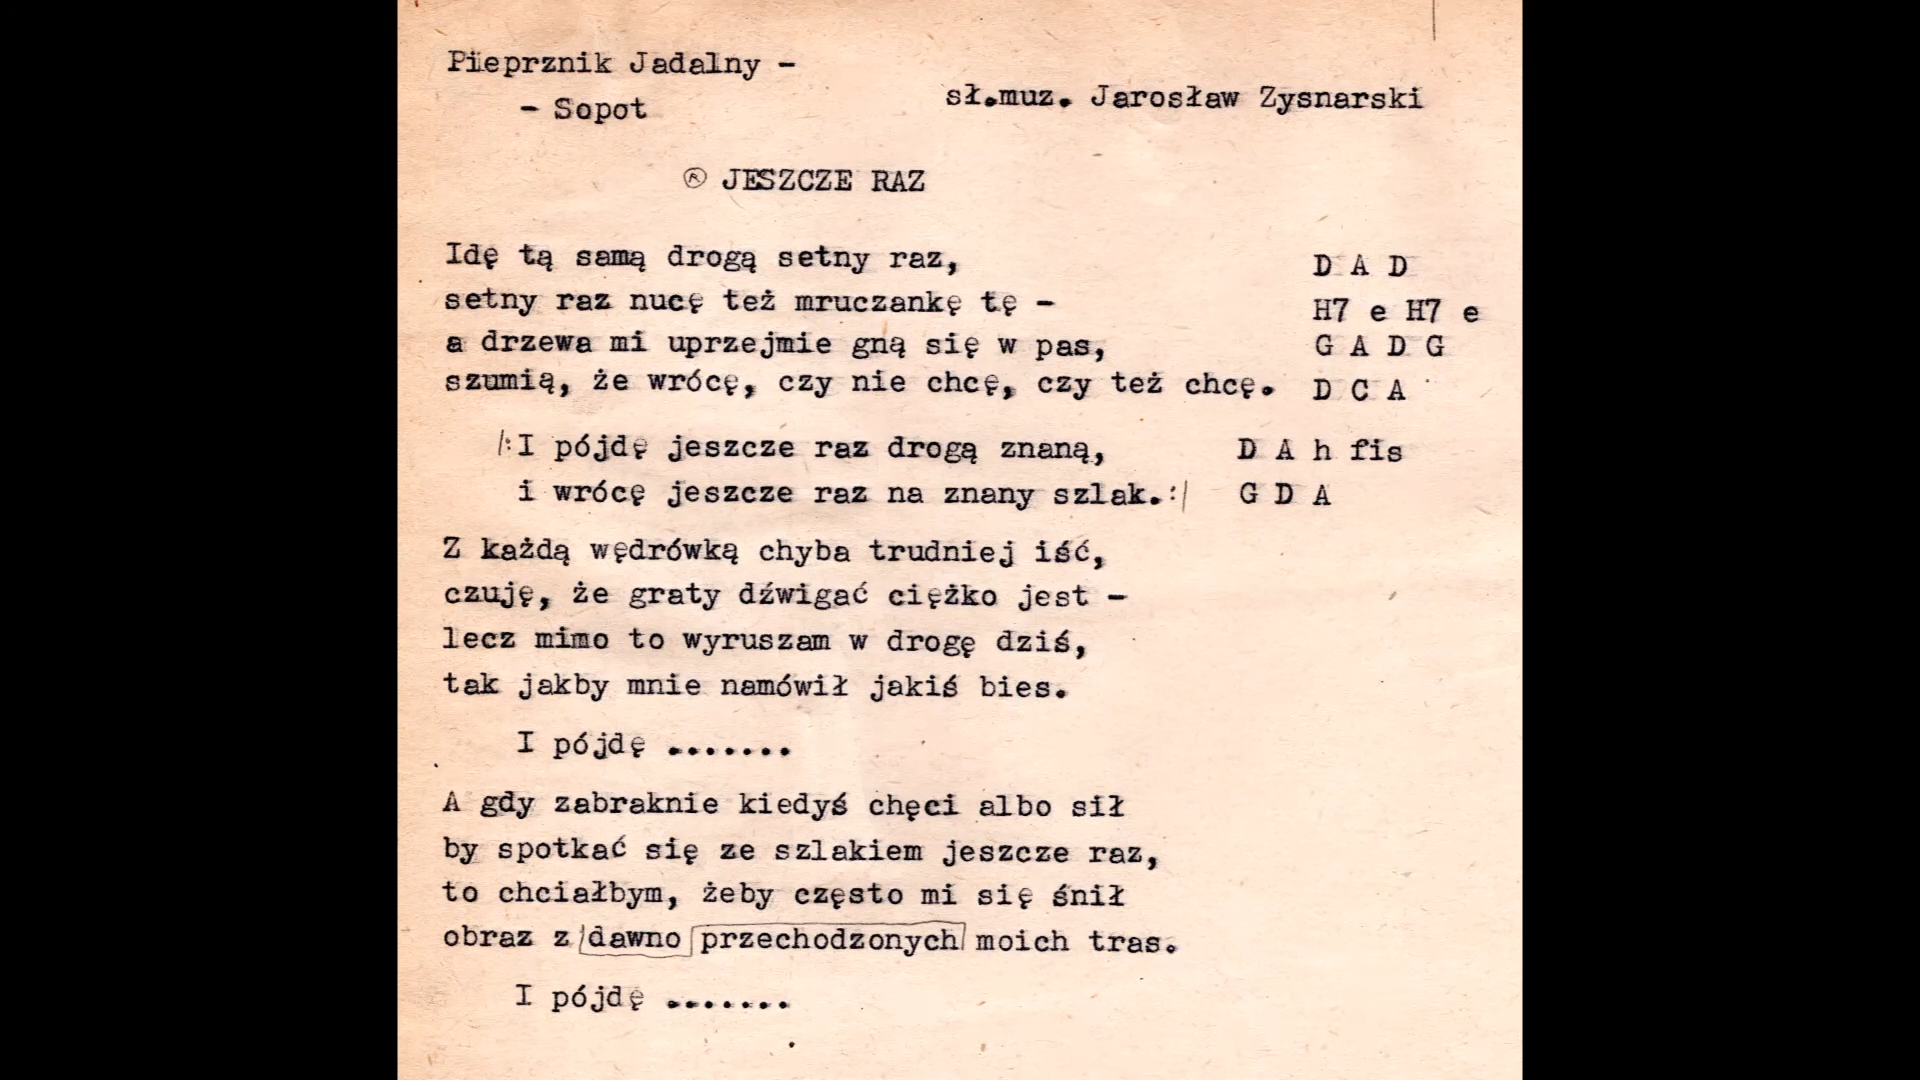 Pieprznik Jadalny -
- Sopot
sł.muz. Jarosław Zysnarski
® JESZCZE RAZ
Idę tą samą drogą setny raz, D A D
setny raz nucę też mruczankę tę - H7 e H7 e
a drzewa mi uprzejmie gną się w pas, G A D G
szumią, że wrócę, czy nie chcę, czy też chcę. D C A
/:I pójdę jeszcze raz drogą znaną, D A h fis
i wrócę jeszcze raz na znany szlak.:| G D A
Z każdą wędrówką chyba trudniej iść,
czuję, że graty dźwigać ciężko jest -
lecz mimo to wyruszam w drogę dziś,
tak jakby mnie namówił jakiś bies.
I pójdę .......
A gdy zabraknie kiedyś chęci albo sił
by spotkać się ze szlakiem jeszcze raz,
to chciałbym, żeby często mi się śnił
obraz z dawno przechodzonych moich tras.
I pójdę .......